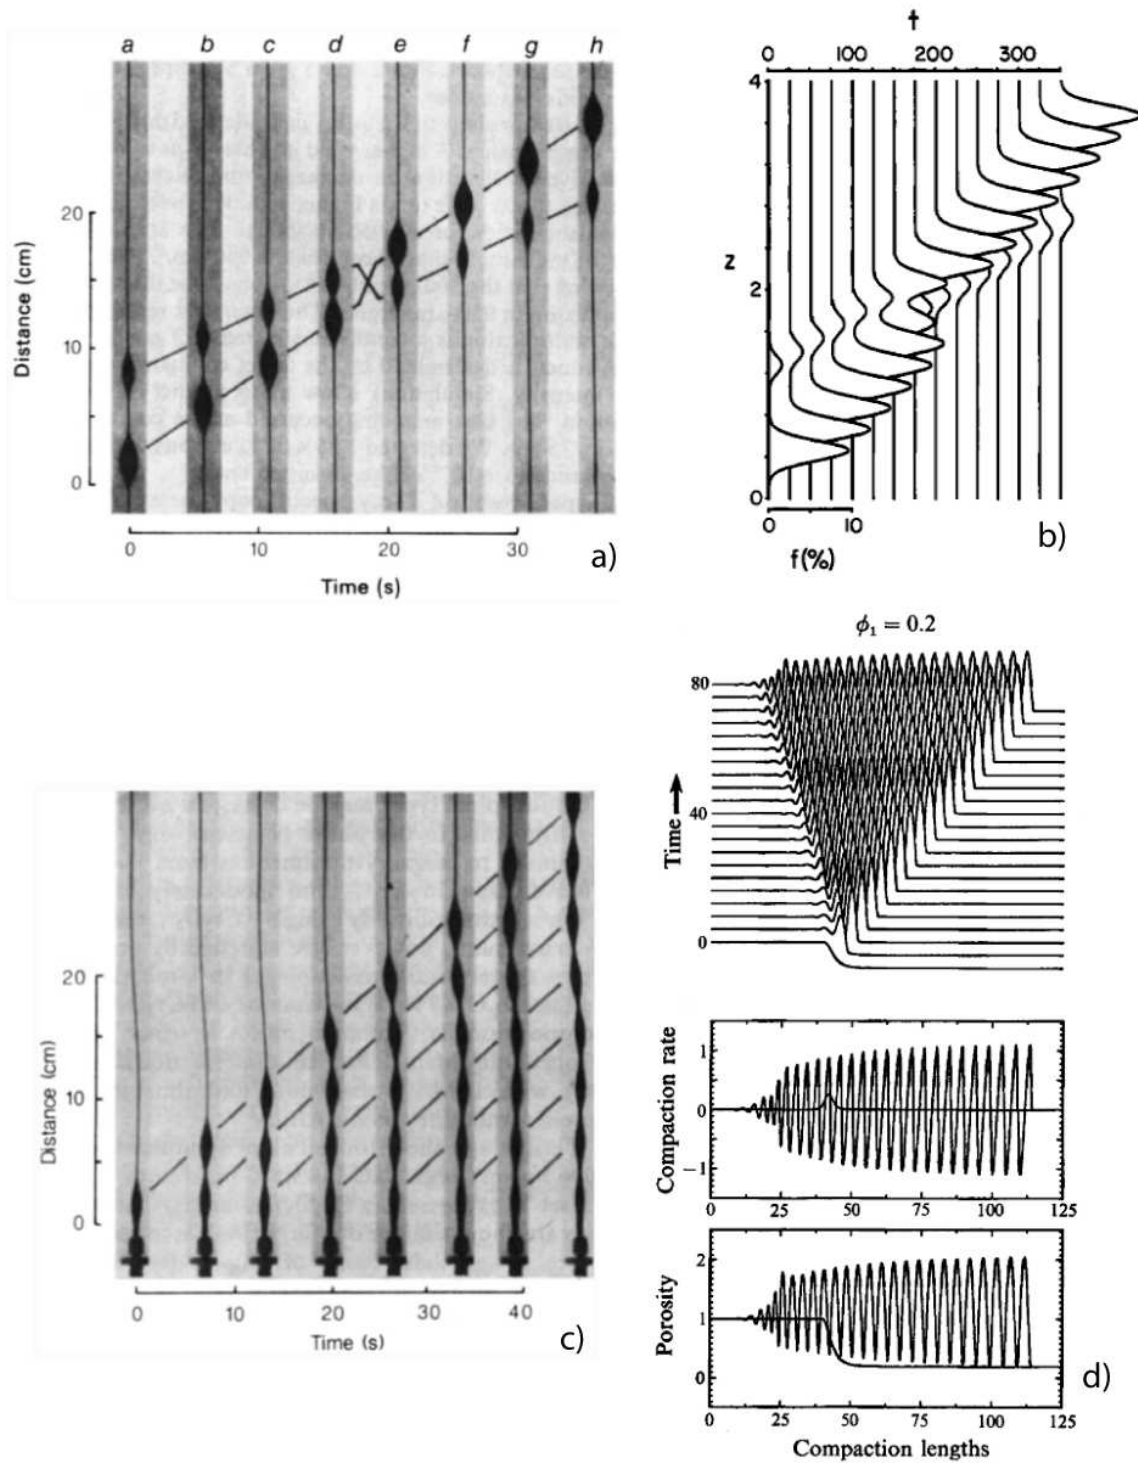 a b c d e f g h
20
10
0
Distance (cm)
0 10 20 30
Time (s)
a)
t
0 100 200 300
4
2
0
z
0 10
f(%)
b)
20
10
0
Distance (cm)
0 10 20 30 40
Time (s)
c)
ϕ₁ = 0.2
80
40
0
Time
1
0
−1
Compaction rate
0 25 50 75 100 125
2
1
0
Porosity
0 25 50 75 100 125
Compaction lengths
d)